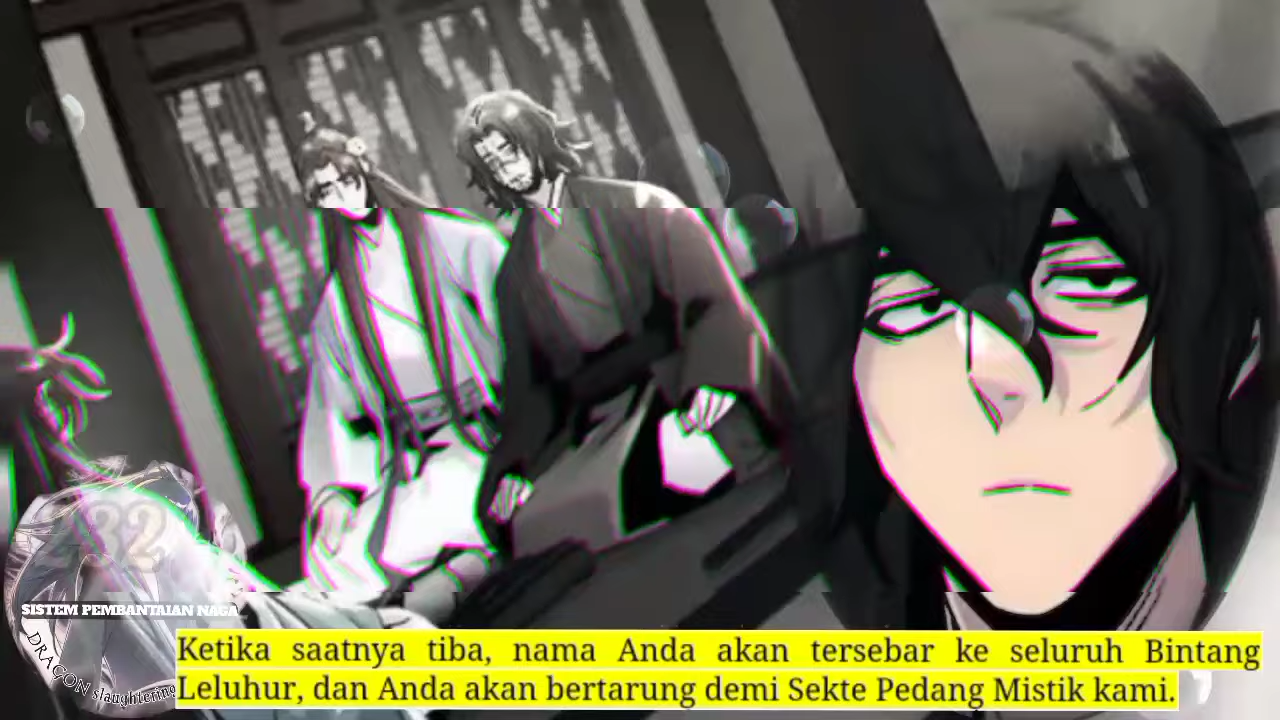 232
SISTEM PEMBANTAIAN NAGA
DRAGON slaughtering
Ketika saatnya tiba, nama Anda akan tersebar ke seluruh Bintang
Leluhur, dan Anda akan bertarung demi Sekte Pedang Mistik kami.